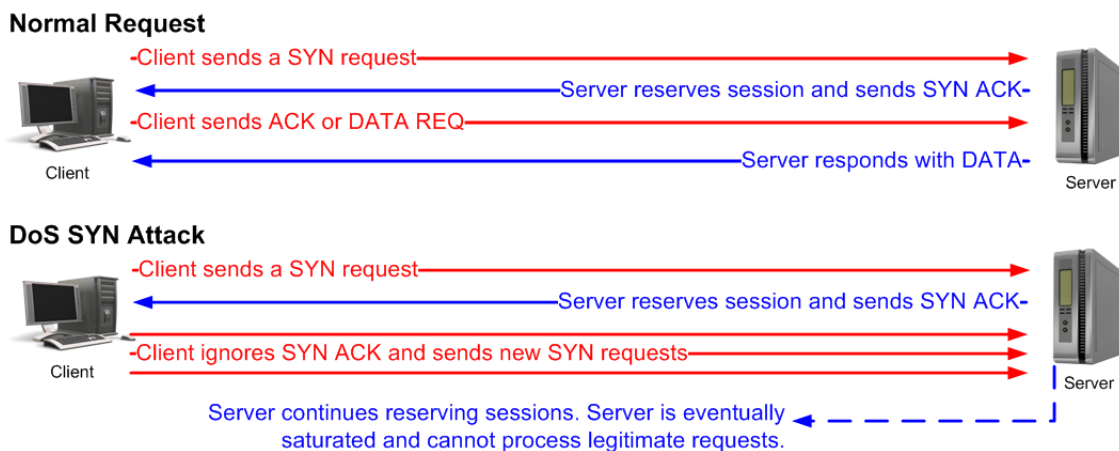 Normal Request
Client sends a SYN request
Server reserves session and sends SYN ACK
Client sends ACK or DATA REQ
Server responds with DATA
Client
Server
DoS SYN Attack
Client sends a SYN request
Server reserves session and sends SYN ACK
Client ignores SYN ACK and sends new SYN requests
Client
Server
Server continues reserving sessions. Server is eventually
saturated and cannot process legitimate requests.